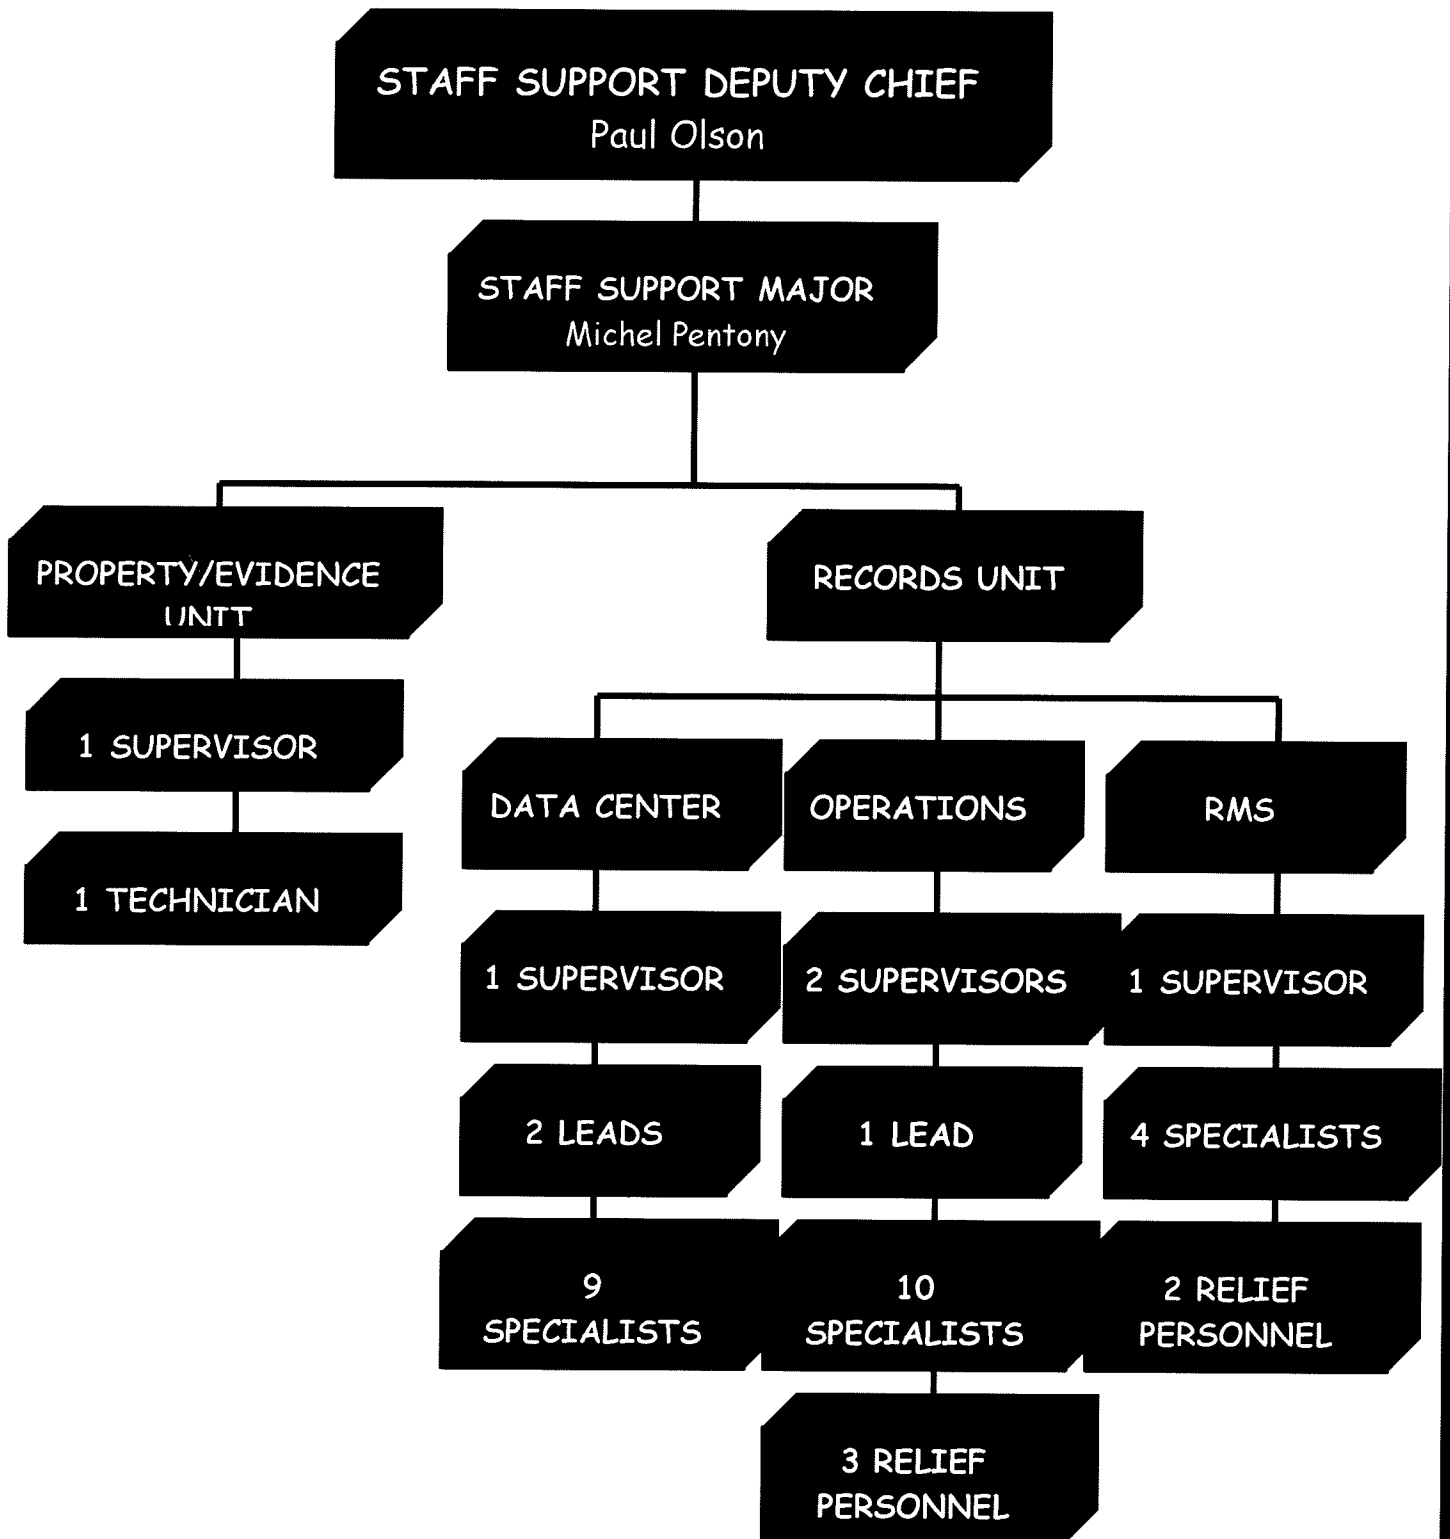 STAFF SUPPORT DEPUTY CHIEF
Paul Olson
STAFF SUPPORT MAJOR
Michel Pentony
PROPERTY/EVIDENCE
UNIT
RECORDS UNIT
1 SUPERVISOR
1 TECHNICIAN
DATA CENTER
OPERATIONS
RMS
1 SUPERVISOR
2 SUPERVISORS
1 SUPERVISOR
2 LEADS
1 LEAD
4 SPECIALISTS
9
SPECIALISTS
10
SPECIALISTS
2 RELIEF
PERSONNEL
3 RELIEF
PERSONNEL